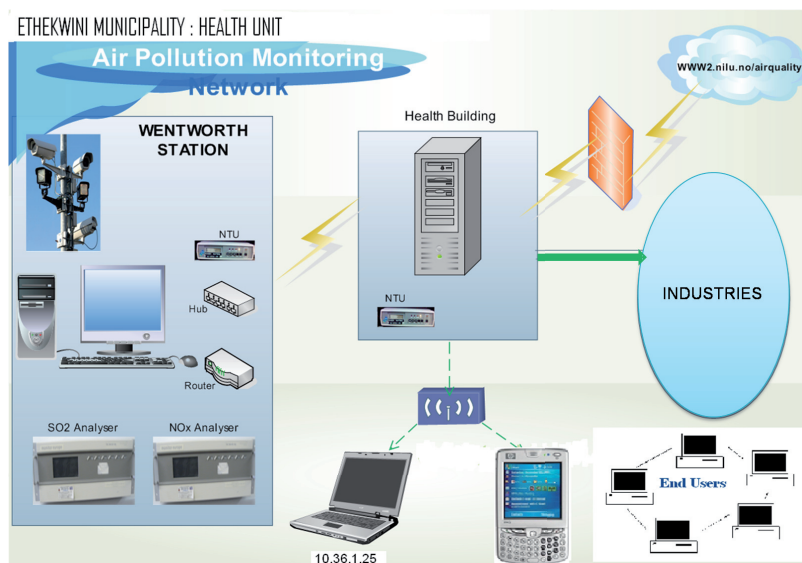 ETHEKWINI MUNICIPALITY : HEALTH UNIT
Air Pollution Monitoring
Network
WWW2.nilu.no/airquality
WENTWORTH
STATION
NTU
Hub
Router
SO2 Analyser
NOx Analyser
Health Building
NTU
INDUSTRIES
10.36.1.25
End Users